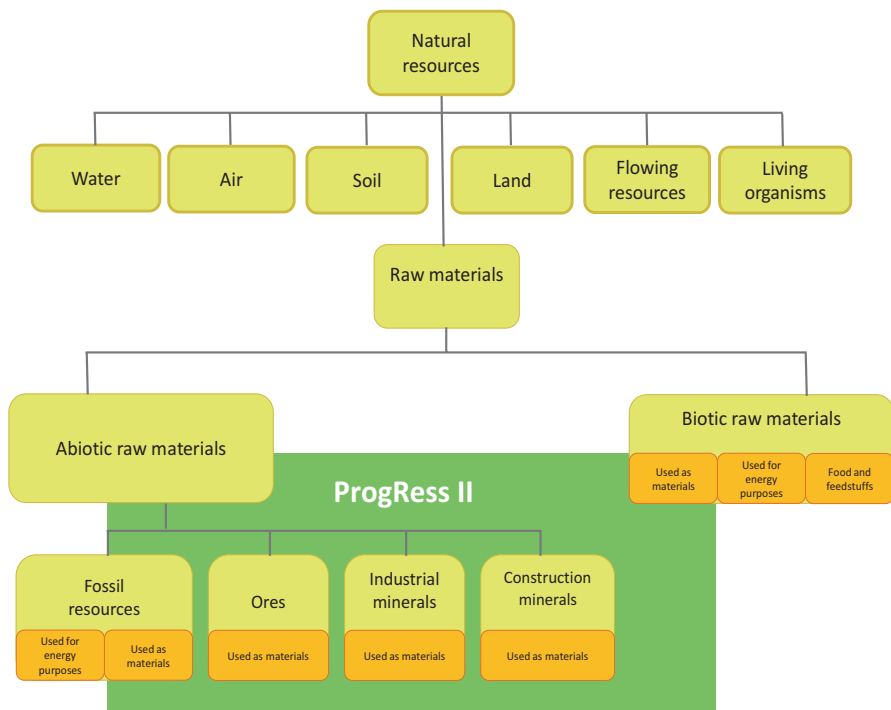 Natural
resources
Water
Air
Soil
Land
Flowing
resources
Living
organisms
Raw materials
Abiotic raw materials
Biotic raw materials
Used as
materials
Used for
energy
purposes
Food and
feedstuffs
ProgRess II
Fossil
resources
Ores
Industrial
minerals
Construction
minerals
Used for
energy
purposes
Used as
materials
Used as materials
Used as materials
Used as materials